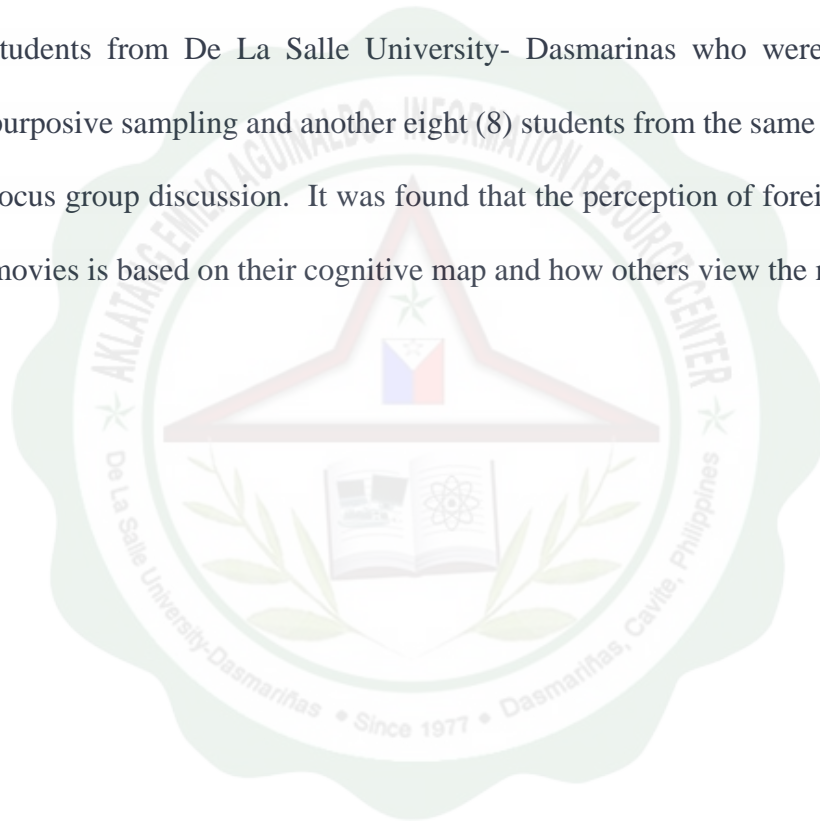 tudents from De La Salle University- Dasmarinas who were
purposive sampling and another eight (8) students from the same
ocus group discussion. It was found that the perception of forei
movies is based on their cognitive map and how others view the
AKLATANG EMILIO AGUINALDO - INFORMATION RESOURCE CENTER
De La Salle University-Dasmariñas • Since 1977 • Dasmariñas, Cavite, Philippines